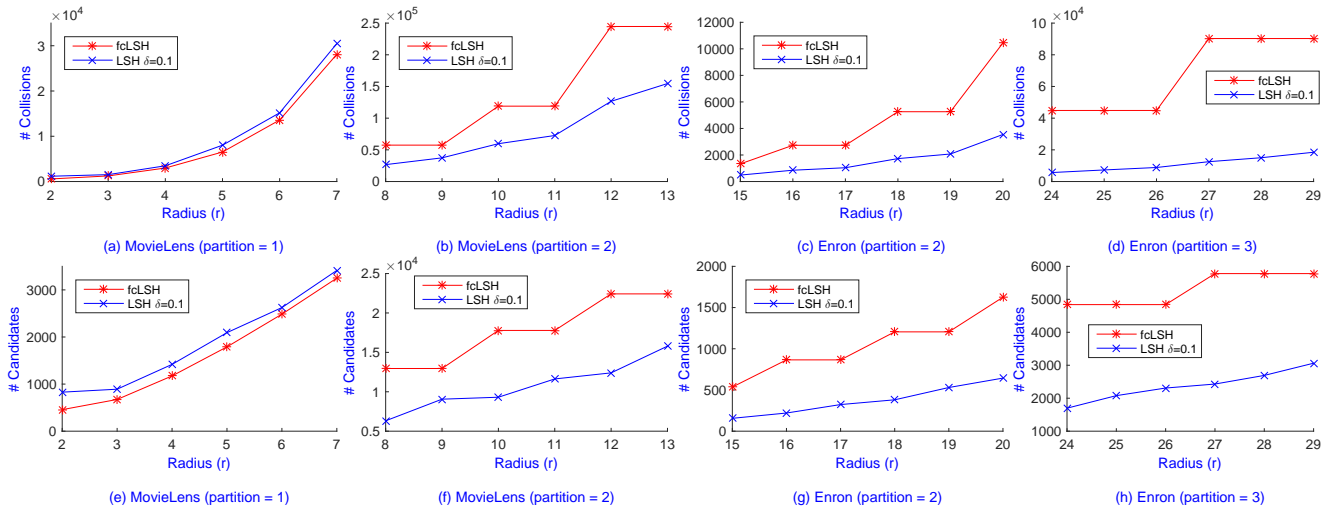 ×10^4
# Collisions
3
2
1
0
fcLSH
LSH δ=0.1
2 3 4 5 6 7
Radius (r)
(a) MovieLens (partition = 1)
×10^5
# Collisions
2.5
2
1.5
1
0.5
0
fcLSH
LSH δ=0.1
8 9 10 11 12 13
Radius (r)
(b) MovieLens (partition = 2)
# Collisions
12000
10000
8000
6000
4000
2000
0
fcLSH
LSH δ=0.1
15 16 17 18 19 20
Radius (r)
(c) Enron (partition = 2)
×10^4
# Collisions
10
8
6
4
2
0
fcLSH
LSH δ=0.1
24 25 26 27 28 29
Radius (r)
(d) Enron (partition = 3)
# Candidates
3000
2000
1000
0
fcLSH
LSH δ=0.1
2 3 4 5 6 7
Radius (r)
(e) MovieLens (partition = 1)
×10^4
# Candidates
2.5
2
1.5
1
0.5
fcLSH
LSH δ=0.1
8 9 10 11 12 13
Radius (r)
(f) MovieLens (partition = 2)
# Candidates
2000
1500
1000
500
0
fcLSH
LSH δ=0.1
15 16 17 18 19 20
Radius (r)
(g) Enron (partition = 2)
# Candidates
6000
5000
4000
3000
2000
1000
fcLSH
LSH δ=0.1
24 25 26 27 28 29
Radius (r)
(h) Enron (partition = 3)